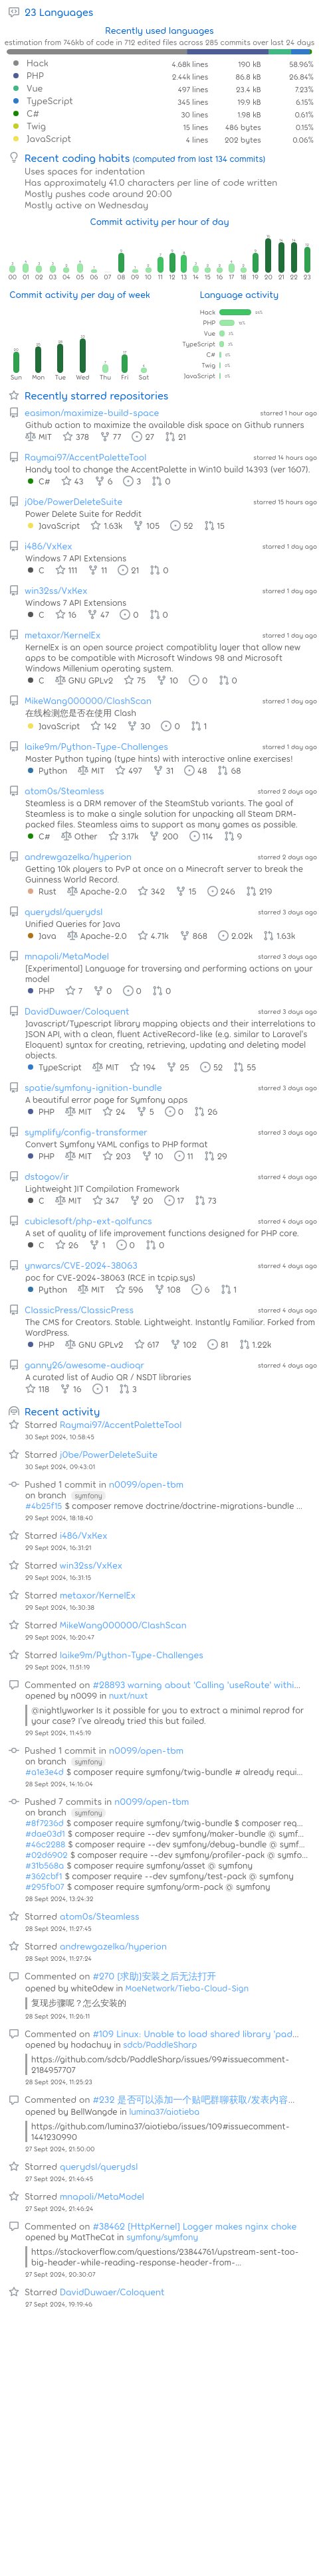 23 Languages
Recently used languages
estimation from 746kb of code in 712 edited files across 285 commits over last 24 days
Hack 4.68k lines 190 kB 58.96%
PHP 2.44k lines 86.8 kB 26.84%
Vue 497 lines 23.4 kB 7.23%
TypeScript 345 lines 19.9 kB 6.15%
C# 30 lines 1.98 kB 0.61%
Twig 15 lines 486 bytes 0.15%
JavaScript 4 lines 202 bytes 0.06%
Recent coding habits (computed from last 134 commits)
Uses spaces for indentation
Has approximately 41.0 characters per line of code written
Mostly pushes code around 20:00
Mostly active on Wednesday
Commit activity per hour of day
00 01 02 03 04 05 06 07 08 09 10 11 12 13 14 15 16 17 18 19 20 21 22 23
Commit activity per day of week
Sun Mon Tue Wed Thu Fri Sat
Language activity
Hack
PHP
Vue
TypeScript
C#
Twig
JavaScript
Recently starred repositories
easimon/maximize-build-space starred 1 hour ago
Github action to maximize the available disk space on Github runners
MIT 378 77 27 21
Raymai97/AccentPaletteTool starred 14 hours ago
Handy tool to change the AccentPalette in Win10 build 14393 (ver 1607).
C# 43 6 3 0
j0be/PowerDeleteSuite starred 15 hours ago
Power Delete Suite for Reddit
JavaScript 1.63k 105 52 15
i486/VxKex starred 1 day ago
Windows 7 API Extensions
C 111 11 21 0
win32ss/VxKex starred 1 day ago
Windows 7 API Extensions
C 16 47 0 0
metaxor/KernelEx starred 1 day ago
KernelEx is an open source project compatibility layer that allow new
apps to be compatible with Microsoft Windows 98 and Microsoft
Windows Millenium operating system.
C GNU GPLv2 75 10 0 0
MikeWang000000/ClashScan starred 1 day ago
在线检测您是否在使用 Clash
JavaScript 142 30 0 1
laike9m/Python-Type-Challenges starred 1 day ago
Master Python typing (type hints) with interactive online exercises!
Python MIT 497 31 48 68
atom0s/Steamless starred 2 days ago
Steamless is a DRM remover of the SteamStub variants. The goal of
Steamless is to make a single solution for unpacking all Steam DRM-
packed files. Steamless aims to support as many games as possible.
C# Other 3.17k 200 114 9
andrewgazelka/hyperion starred 2 days ago
Getting 10k players to PvP at once on a Minecraft server to break the
Guinness World Record.
Rust Apache-2.0 342 15 246 219
querydsl/querydsl starred 3 days ago
Unified Queries for Java
Java Apache-2.0 4.71k 868 2.02k 1.63k
mnapoli/MetaModel starred 3 days ago
[Experimental] Language for traversing and performing actions on your
model
PHP 7 0 0 0
DavidDuwaer/Coloquent starred 3 days ago
Javascript/Typescript library mapping objects and their interrelations to
JSON API, with a clean, fluent ActiveRecord-like (e.g. similar to Laravel's
Eloquent) syntax for creating, retrieving, updating and deleting model
objects.
TypeScript MIT 194 25 52 55
spatie/symfony-ignition-bundle starred 3 days ago
A beautiful error page for Symfony apps
PHP MIT 24 5 0 26
symplify/config-transformer starred 3 days ago
Convert Symfony YAML configs to PHP format
PHP MIT 203 10 11 29
dstogov/ir starred 4 days ago
Lightweight JIT Compilation Framework
C MIT 347 20 17 73
cubiclesoft/php-ext-qolfuncs starred 4 days ago
A set of quality of life improvement functions designed for PHP core.
C 26 1 0 0
ynwarcs/CVE-2024-38063 starred 4 days ago
poc for CVE-2024-38063 (RCE in tcpip.sys)
Python MIT 596 108 6 1
ClassicPress/ClassicPress starred 4 days ago
The CMS for Creators. Stable. Lightweight. Instantly Familiar. Forked from
WordPress.
PHP GNU GPLv2 617 102 81 1.22k
ganny26/awesome-audioqr starred 4 days ago
A curated list of Audio QR / NSDT libraries
118 16 1 3
Recent activity
Starred Raymai97/AccentPaletteTool
30 Sept 2024, 10:58:45
Starred j0be/PowerDeleteSuite
30 Sept 2024, 09:43:01
Pushed 1 commit in n0099/open-tbm
on branch symfony
#4b25f15 $ composer remove doctrine/doctrine-migrations-bundle ...
29 Sept 2024, 18:18:40
Starred i486/VxKex
29 Sept 2024, 16:31:21
Starred win32ss/VxKex
29 Sept 2024, 16:31:15
Starred metaxor/KernelEx
29 Sept 2024, 16:30:38
Starred MikeWang000000/ClashScan
29 Sept 2024, 16:20:47
Starred laike9m/Python-Type-Challenges
29 Sept 2024, 11:51:19
Commented on #28893 warning about 'Calling 'useRoute' withi...
opened by n0099 in nuxt/nuxt
@nightlyworker Is it possible for you to extract a minimal reprod for
your case? I've already tried this but failed.
29 Sept 2024, 11:45:19
Pushed 1 commit in n0099/open-tbm
on branch symfony
#a1e3e4d $ composer require symfony/twig-bundle # already requi...
28 Sept 2024, 14:16:04
Pushed 7 commits in n0099/open-tbm
on branch symfony
#8f7236d $ composer require symfony/twig-bundle $ composer req...
#dae03d1 $ composer require --dev symfony/maker-bundle @ symf...
#46c2288 $ composer require --dev symfony/debug-bundle @ symf...
#02d6902 $ composer require --dev symfony/profiler-pack @ symfo...
#31b568a $ composer require symfony/asset @ symfony
#362cbf1 $ composer require --dev symfony/test-pack @ symfony
#295fb07 $ composer require symfony/orm-pack @ symfony
28 Sept 2024, 13:24:32
Starred atom0s/Steamless
28 Sept 2024, 11:27:45
Starred andrewgazelka/hyperion
28 Sept 2024, 11:27:24
Commented on #270 [求助]安装之后无法打开
opened by white0dew in MoeNetwork/Tieba-Cloud-Sign
复现步骤呢？怎么安装的
28 Sept 2024, 11:26:11
Commented on #109 Linux: Unable to load shared library 'pad...
opened by hodachuy in sdcb/PaddleSharp
https://github.com/sdcb/PaddleSharp/issues/99#issuecomment-
2184957707
28 Sept 2024, 11:25:23
Commented on #232 是否可以添加一个贴吧群聊获取/发表内容...
opened by BellWangde in lumina37/aiotieba
https://github.com/lumina37/aiotieba/issues/109#issuecomment-
1441230990
27 Sept 2024, 21:50:00
Starred querydsl/querydsl
27 Sept 2024, 21:46:45
Starred mnapoli/MetaModel
27 Sept 2024, 21:46:24
Commented on #38462 [HttpKernel] Logger makes nginx choke
opened by MatTheCat in symfony/symfony
https://stackoverflow.com/questions/23844761/upstream-sent-too-
big-header-while-reading-response-header-from-...
27 Sept 2024, 20:30:07
Starred DavidDuwaer/Coloquent
27 Sept 2024, 19:19:46